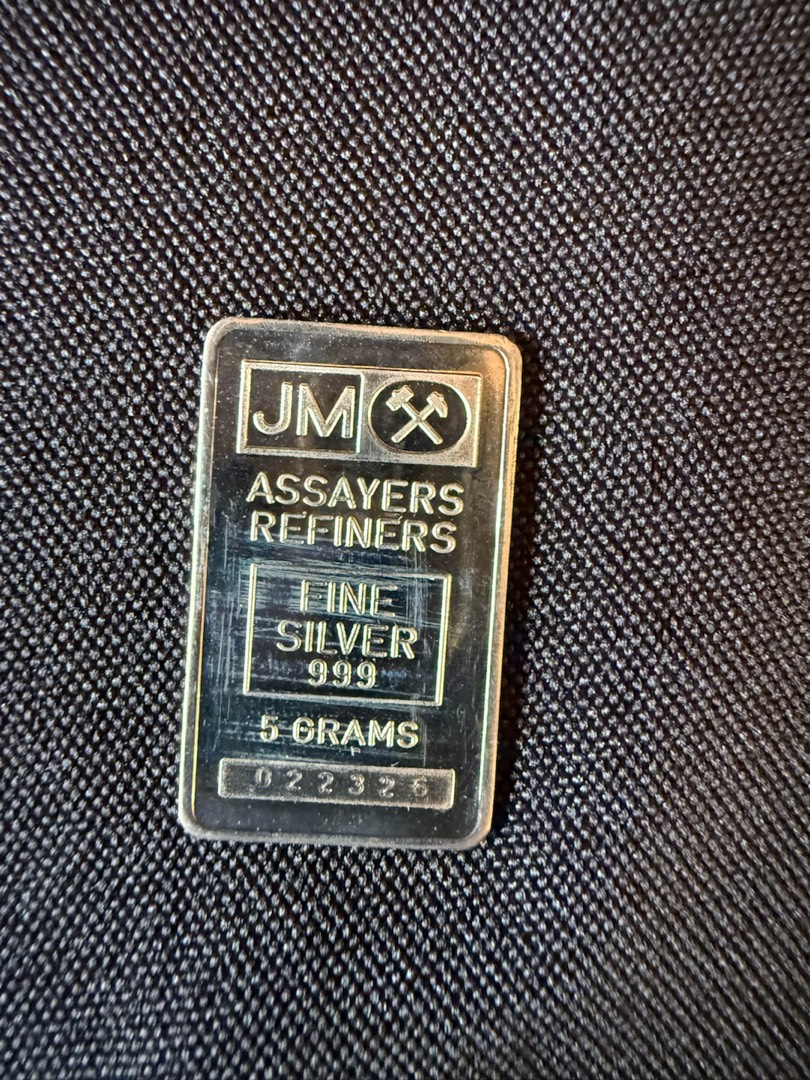 JM
ASSAYERS
REFINERS
FINE
SILVER
999
5 GRAMS
022326